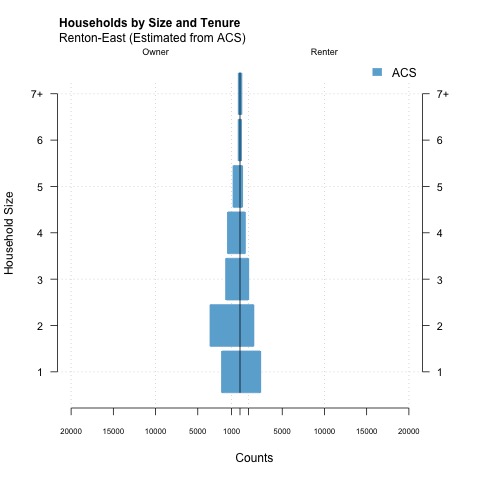 Households by Size and Tenure
Renton-East (Estimated from ACS)
Owner Renter
ACS
7+ 7+
6 6
5 5
4 4
3 3
2 2
1 1
Household Size
20000 15000 10000 5000 1000 5000 10000 15000 20000
Counts